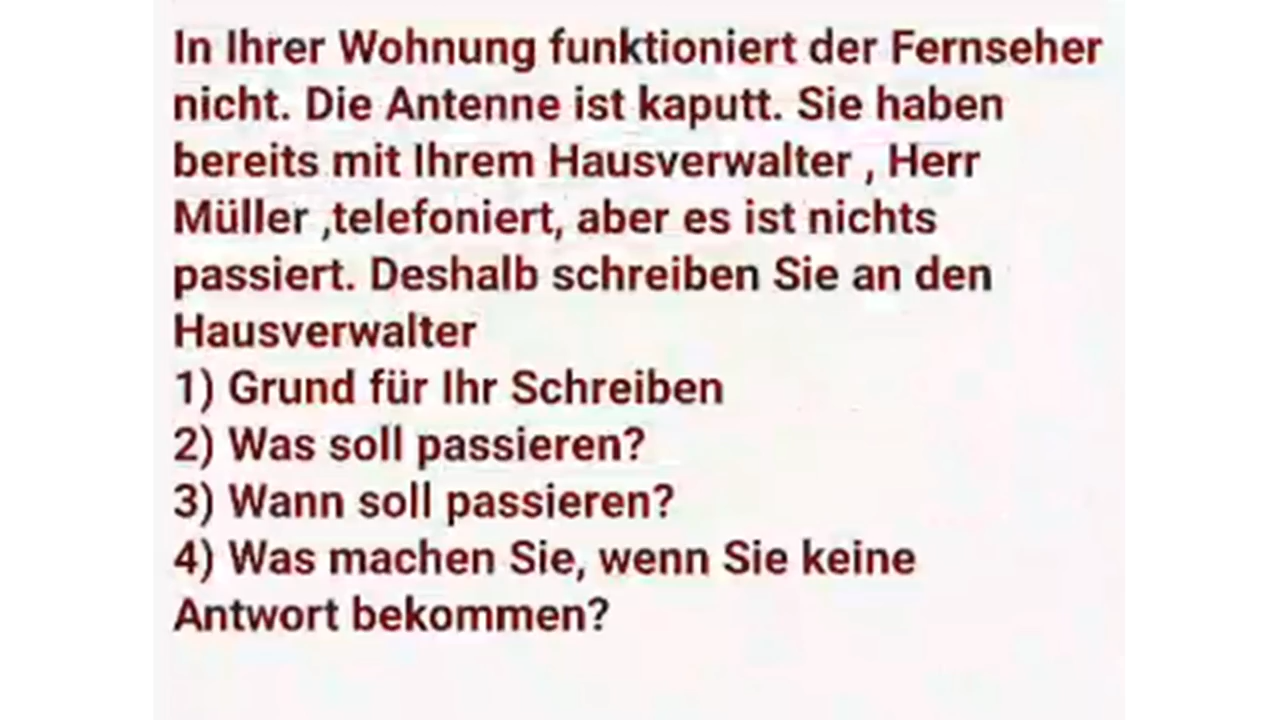 In Ihrer Wohnung funktioniert der Fernseher
nicht. Die Antenne ist kaputt. Sie haben
bereits mit Ihrem Hausverwalter , Herr
Müller ,telefoniert, aber es ist nichts
passiert. Deshalb schreiben Sie an den
Hausverwalter
1) Grund für Ihr Schreiben
2) Was soll passieren?
3) Wann soll passieren?
4) Was machen Sie, wenn Sie keine
Antwort bekommen?